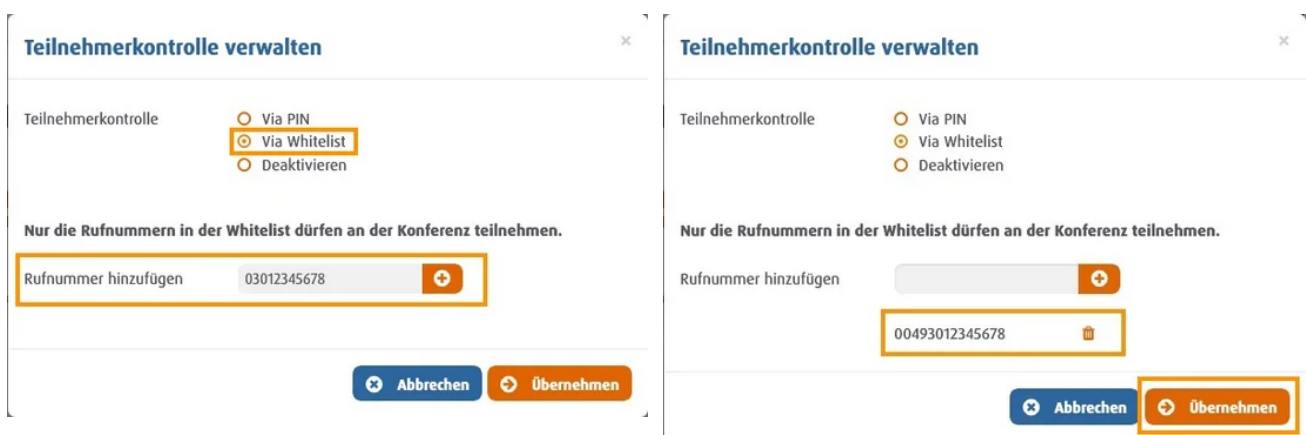 Teilnehmerkontrolle verwalten ×
Teilnehmerkontrolle
Via PIN
Via Whitelist
Deaktivieren
Nur die Rufnummern in der Whitelist dürfen an der Konferenz teilnehmen.
Rufnummer hinzufügen 03012345678
Abbrechen Übernehmen
Teilnehmerkontrolle verwalten ×
Teilnehmerkontrolle
Via PIN
Via Whitelist
Deaktivieren
Nur die Rufnummern in der Whitelist dürfen an der Konferenz teilnehmen.
Rufnummer hinzufügen
00493012345678
Abbrechen Übernehmen